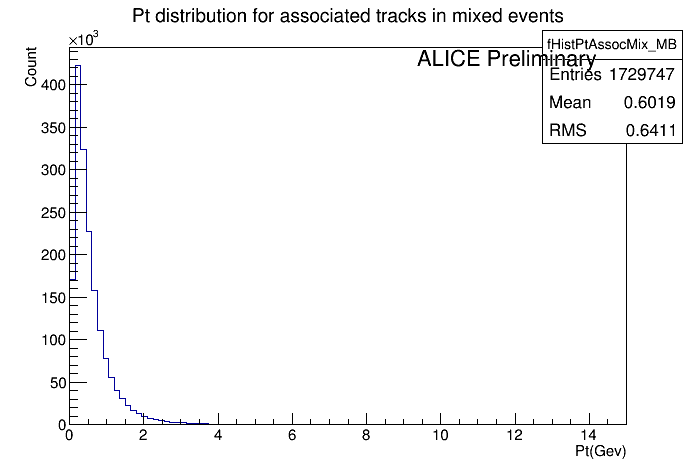 Pt distribution for associated tracks in mixed events
×10³
Count
ALICE Preliminary
fHistPtAssocMix_MB
Entries 1729747
Mean 0.6019
RMS 0.6411
400
350
300
250
200
150
100
50
0
0 2 4 6 8 10 12 14
Pt(Gev)